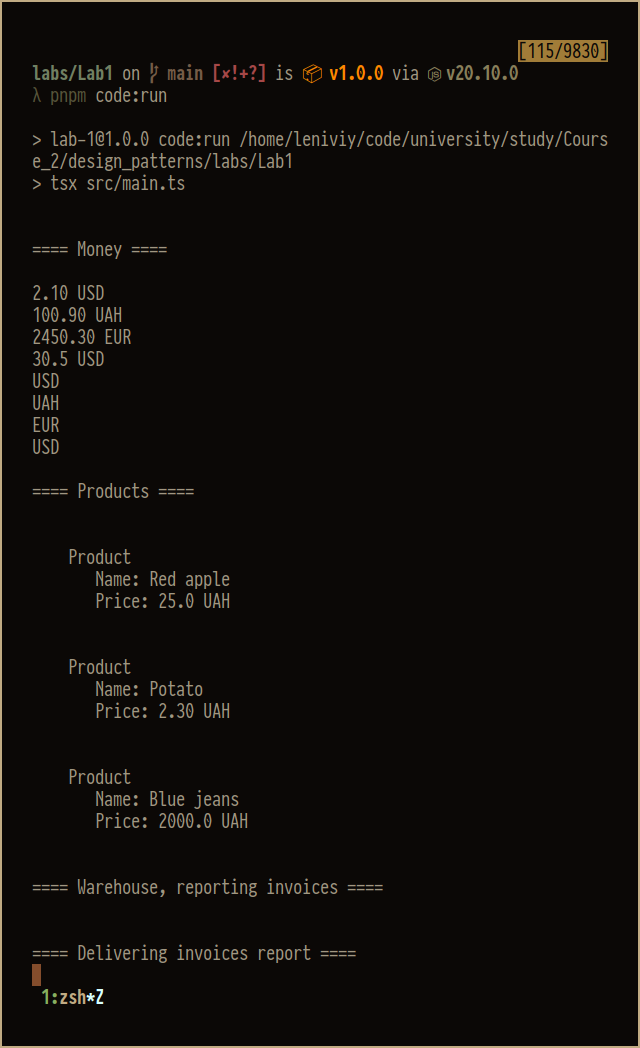 [115/9830]
labs/Lab1 on main [✘!+?] is 📦 v1.0.0 via v20.10.0
λ pnpm code:run
> lab-1@1.0.0 code:run /home/leniviy/code/university/study/Cours
e_2/design_patterns/labs/Lab1
> tsx src/main.ts
==== Money ====
2.10 USD
100.90 UAH
2450.30 EUR
30.5 USD
USD
UAH
EUR
USD
==== Products ====
Product
Name: Red apple
Price: 25.0 UAH
Product
Name: Potato
Price: 2.30 UAH
Product
Name: Blue jeans
Price: 2000.0 UAH
==== Warehouse, reporting invoices ====
==== Delivering invoices report ====
1:zsh*Z